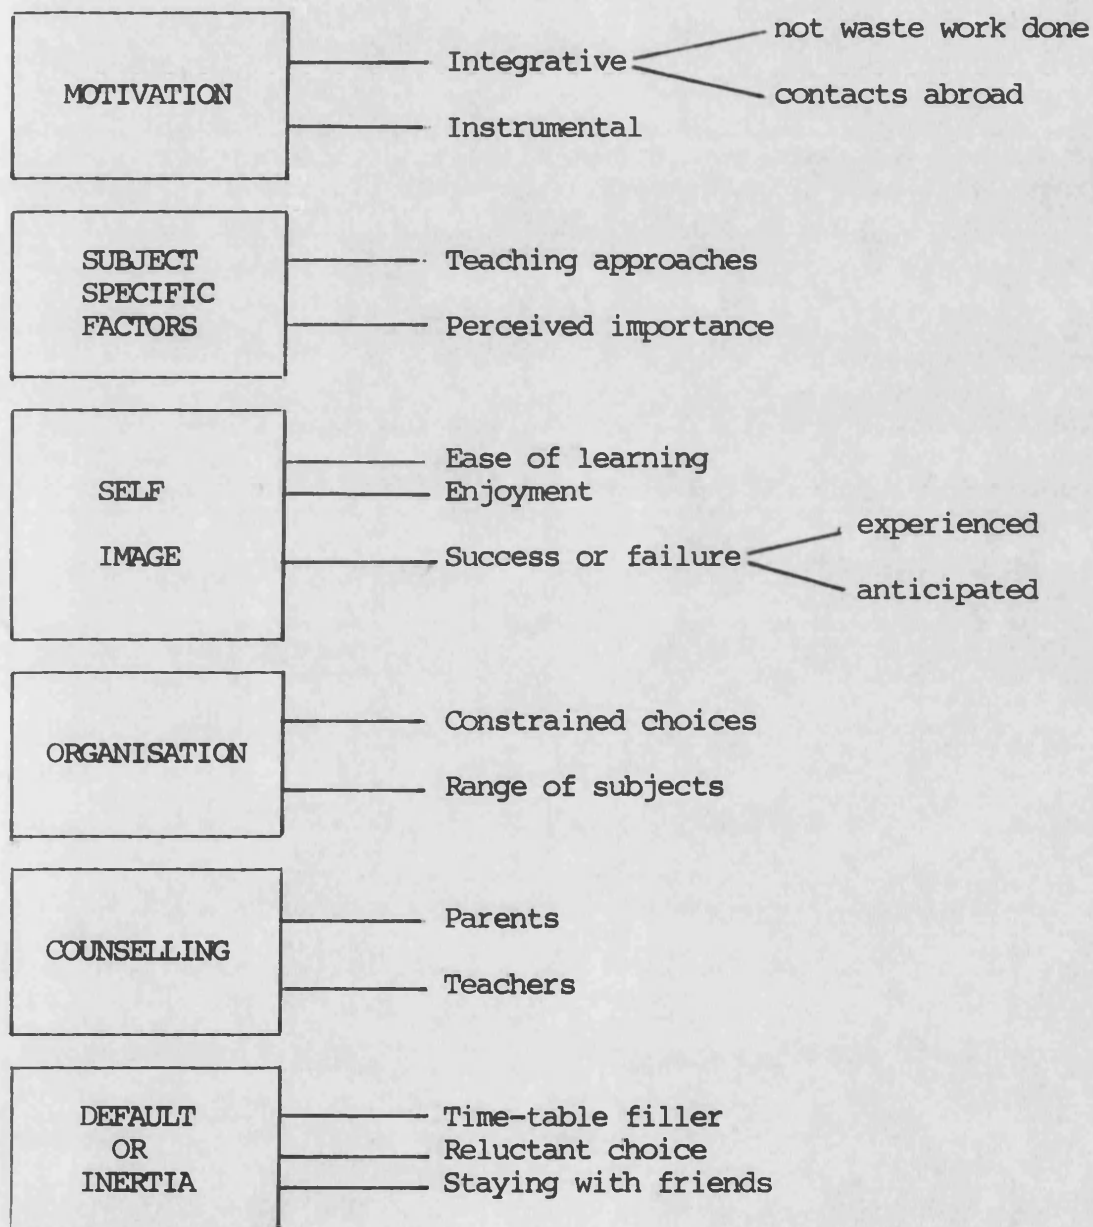 not waste work done
Integrative
MOTIVATION
contacts abroad
Instrumental
SUBJECT
SPECIFIC
FACTORS
Teaching approaches
Perceived importance
SELF
IMAGE
Ease of learning
Enjoyment
Success or failure
experienced
anticipated
ORGANISATION
Constrained choices
Range of subjects
COUNSELLING
Parents
Teachers
DEFAULT
OR
INERTIA
Time-table filler
Reluctant choice
Staying with friends